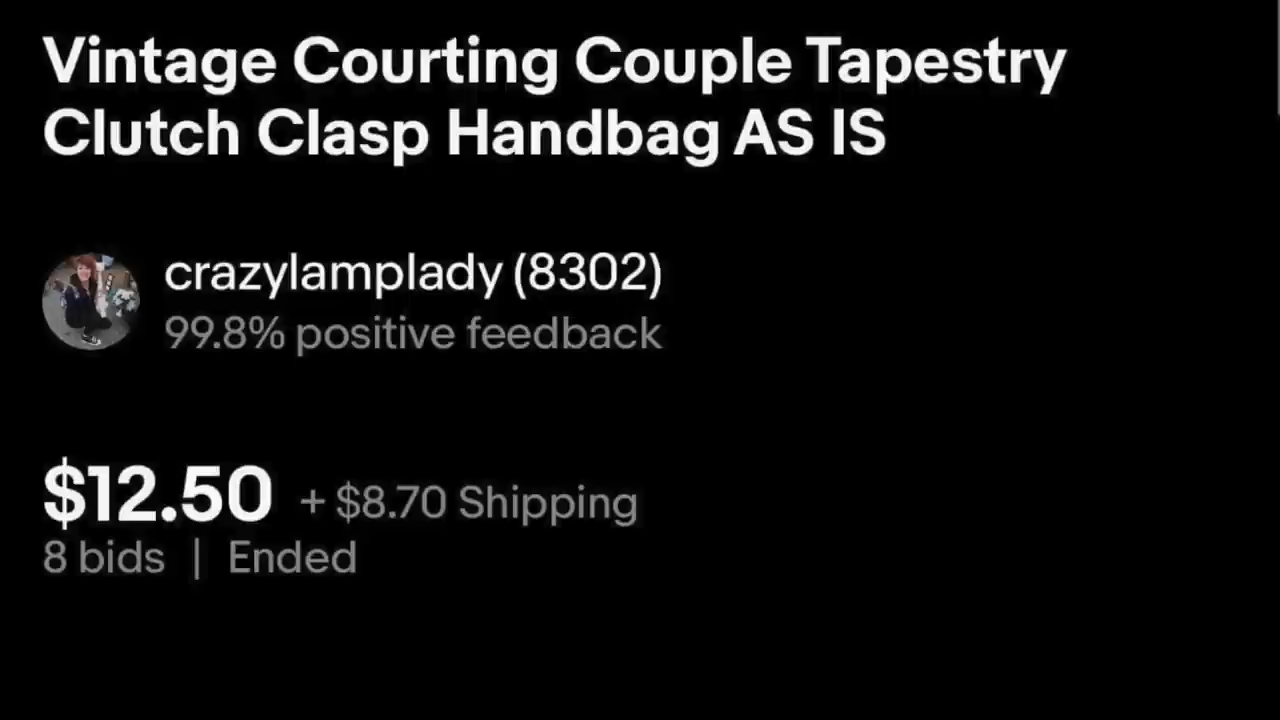 Vintage Courting Couple Tapestry
Clutch Clasp Handbag AS IS
crazylamplady (8302)
99.8% positive feedback
$12.50 + $8.70 Shipping
8 bids | Ended